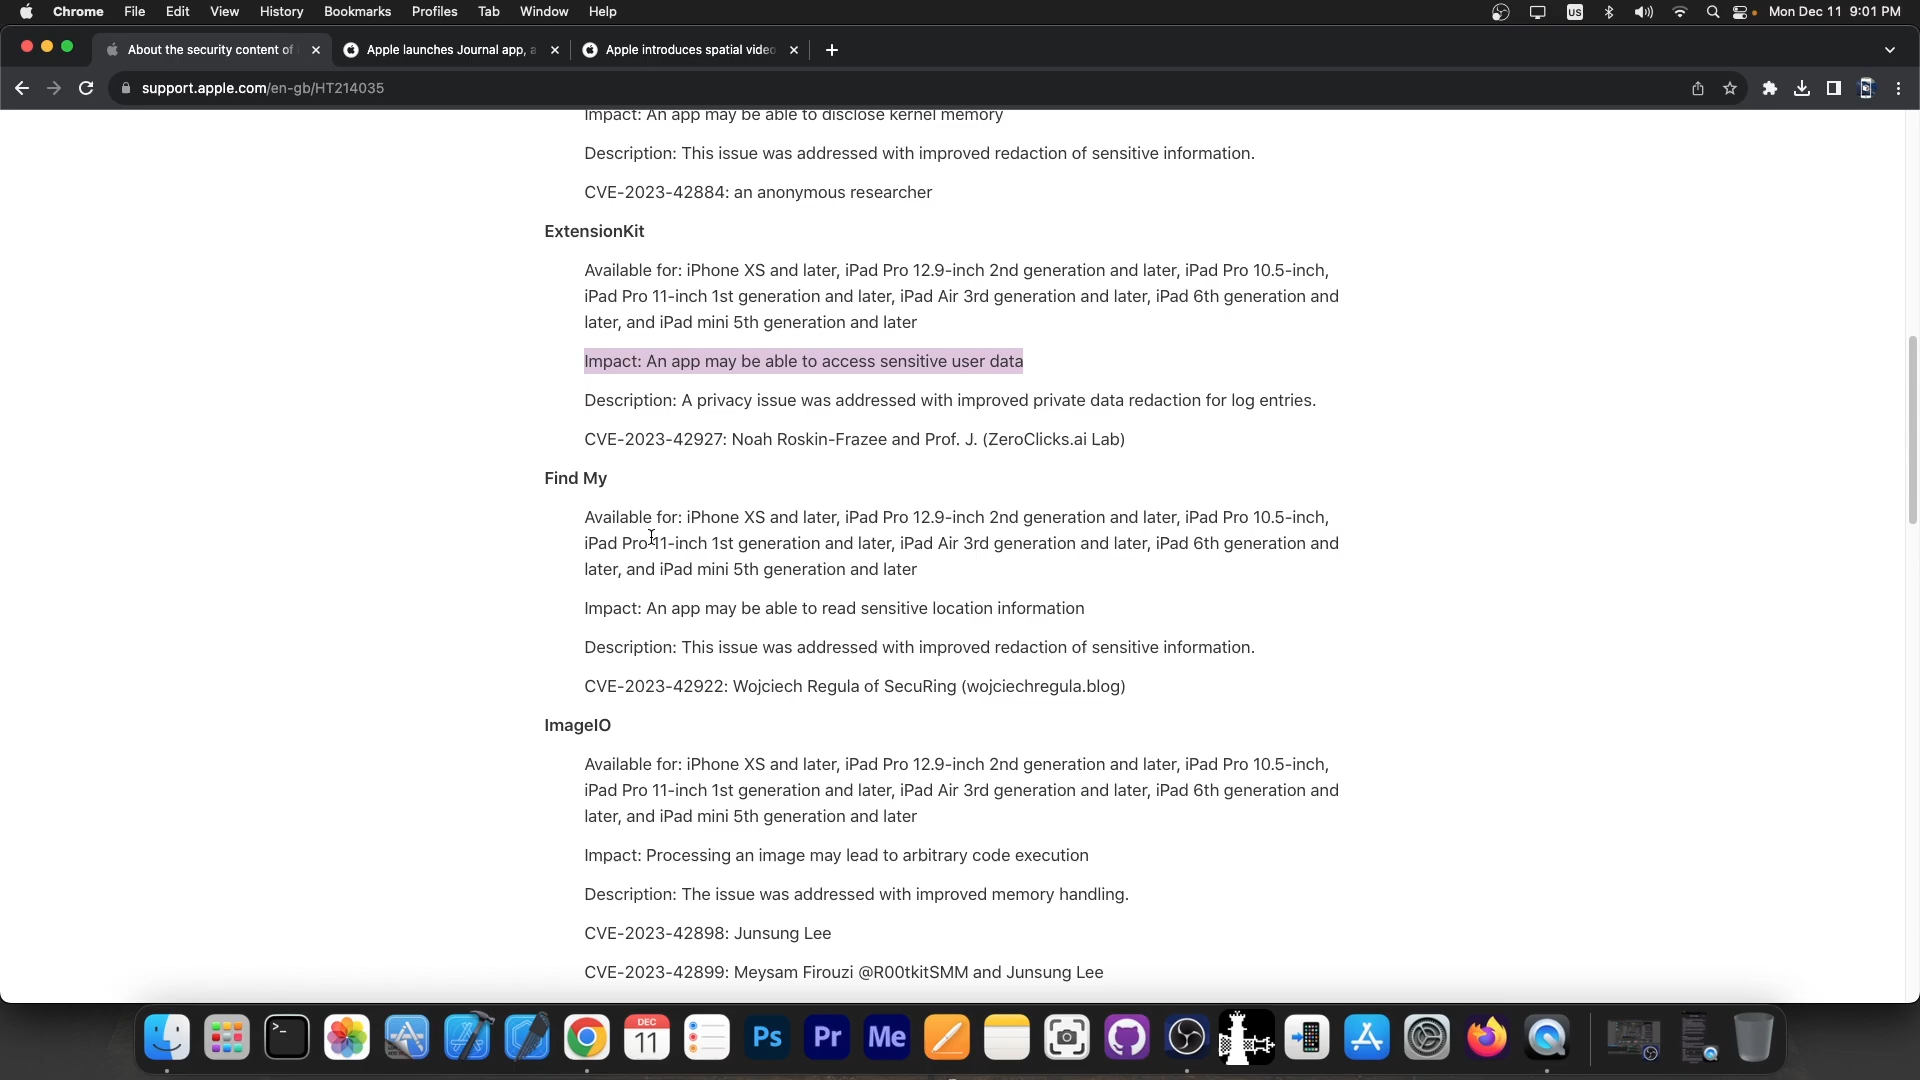 Chrome File Edit View History Bookmarks Profiles Tab Window Help US Mon Dec 11 9:01 PM
About the security content of Apple launches Journal app, a Apple introduces spatial video
support.apple.com/en-gb/HT214035
Impact: An app may be able to disclose kernel memory
Description: This issue was addressed with improved redaction of sensitive information.
CVE-2023-42884: an anonymous researcher
ExtensionKit
Available for: iPhone XS and later, iPad Pro 12.9-inch 2nd generation and later, iPad Pro 10.5-inch,
iPad Pro 11-inch 1st generation and later, iPad Air 3rd generation and later, iPad 6th generation and
later, and iPad mini 5th generation and later
Impact: An app may be able to access sensitive user data
Description: A privacy issue was addressed with improved private data redaction for log entries.
CVE-2023-42927: Noah Roskin-Frazee and Prof. J. (ZeroClicks.ai Lab)
Find My
Available for: iPhone XS and later, iPad Pro 12.9-inch 2nd generation and later, iPad Pro 10.5-inch,
iPad Pro 11-inch 1st generation and later, iPad Air 3rd generation and later, iPad 6th generation and
later, and iPad mini 5th generation and later
Impact: An app may be able to read sensitive location information
Description: This issue was addressed with improved redaction of sensitive information.
CVE-2023-42922: Wojciech Regula of SecuRing (wojciechregula.blog)
ImageIO
Available for: iPhone XS and later, iPad Pro 12.9-inch 2nd generation and later, iPad Pro 10.5-inch,
iPad Pro 11-inch 1st generation and later, iPad Air 3rd generation and later, iPad 6th generation and
later, and iPad mini 5th generation and later
Impact: Processing an image may lead to arbitrary code execution
Description: The issue was addressed with improved memory handling.
CVE-2023-42898: Junsung Lee
CVE-2023-42899: Meysam Firouzi @R00tkitSMM and Junsung Lee
DEC
11 Ps Pr Me